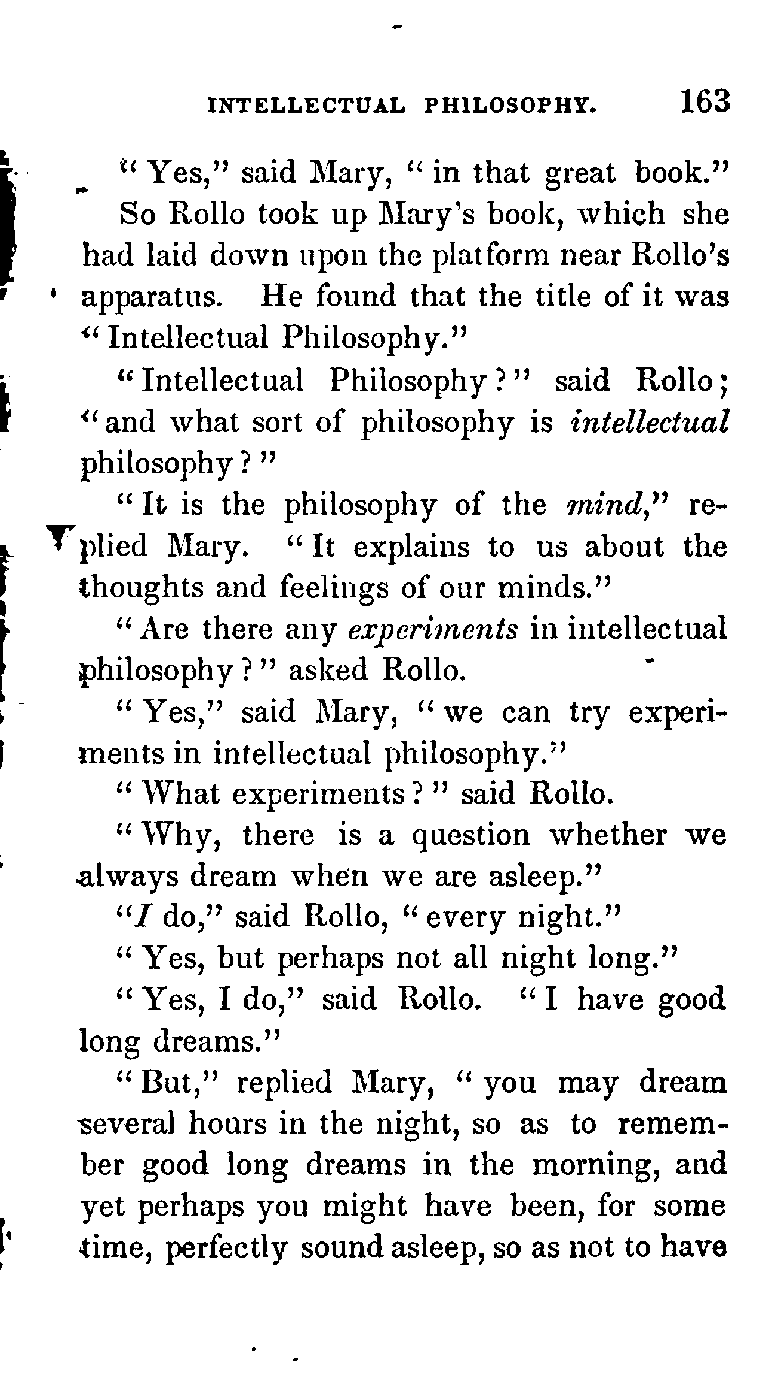 INTELLECTUAL PHILOSOPHY. 163
“Yes,” said Mary, “in that great book.”
So Rollo took up Mary’s book, which she
had laid down upon the platform near Rollo’s
apparatus. He found that the title of it was
“Intellectual Philosophy.”
“Intellectual Philosophy?” said Rollo;
“and what sort of philosophy is intellectual
philosophy?”
“It is the philosophy of the mind,” re-
plied Mary. “It explains to us about the
thoughts and feelings of our minds.”
“Are there any experiments in intellectual
philosophy?” asked Rollo.
“Yes,” said Mary, “we can try experi-
ments in intellectual philosophy.”
“What experiments?” said Rollo.
“Why, there is a question whether we
always dream when we are asleep.”
“I do,” said Rollo, “every night.”
“Yes, but perhaps not all night long.”
“Yes, I do,” said Rollo. “I have good
long dreams.”
“But,” replied Mary, “you may dream
several hours in the night, so as to remem-
ber good long dreams in the morning, and
yet perhaps you might have been, for some
time, perfectly sound asleep, so as not to have